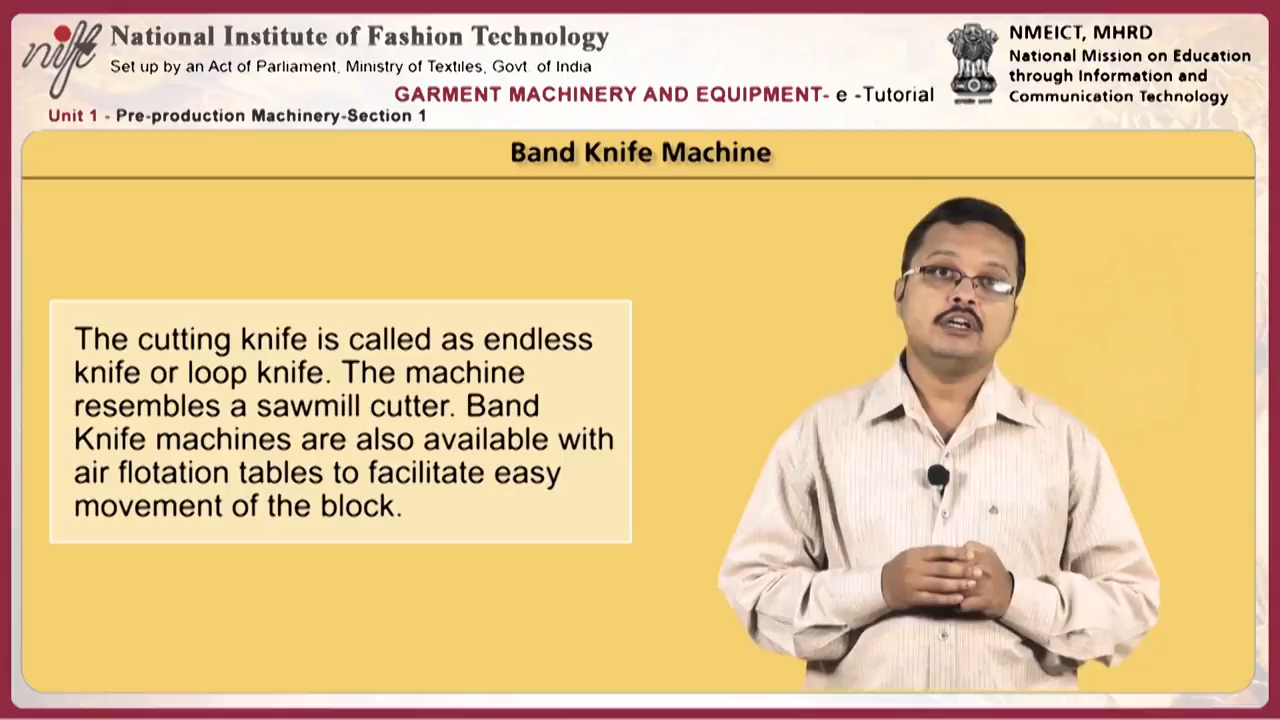 nift
National Institute of Fashion Technology
Set up by an Act of Parliament, Ministry of Textiles, Govt. of India
GARMENT MACHINERY AND EQUIPMENT- e -Tutorial
Unit 1 - Pre-production Machinery-Section 1
NMEICT, MHRD
National Mission on Education
through Information and
Communication Technology
Band Knife Machine
The cutting knife is called as endless
knife or loop knife. The machine
resembles a sawmill cutter. Band
Knife machines are also available with
air flotation tables to facilitate easy
movement of the block.